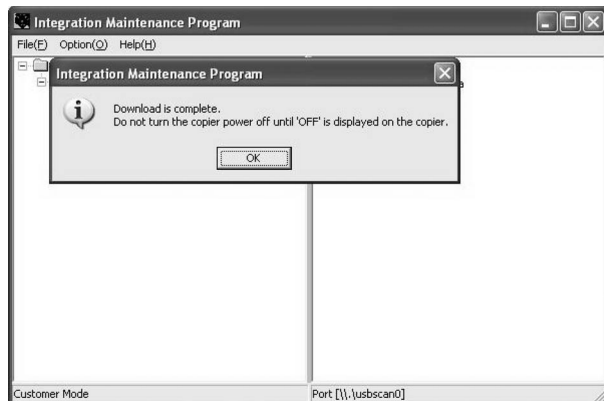 Integration Maintenance Program
File(F) Option(O) Help(H)
Integration Maintenance Program
Download is complete.
Do not turn the copier power off until 'OFF' is displayed on the copier.
OK
Customer Mode
Port [\\.\usbscan0]